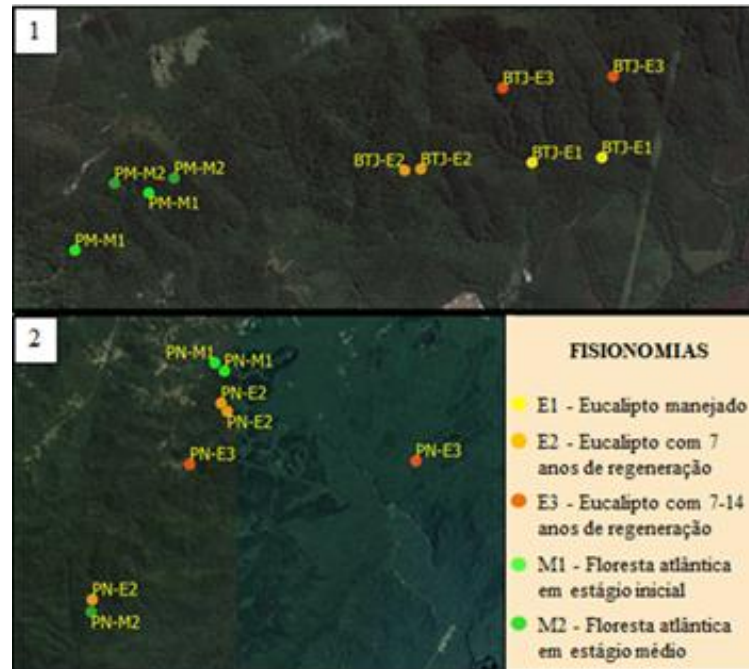 1
BTJ-E3
BTJ-E3
BTJ-E2
BTJ-E2
BTJ-E1
BTJ-E1
PM-M2
PM-M2
PM-M1
PM-M1
2
PN-M1
PN-M1
PN-E2
PN-E2
PN-E3
PN-E3
PN-E2
PN-M2
FISIONOMIAS
E1 - Eucalipto manejado
E2 - Eucalipto com 7
anos de regeneração
E3 - Eucalipto com 7-14
anos de regeneração
M1 - Floresta atlântica
em estágio inicial
M2 - Floresta atlântica
em estágio médio